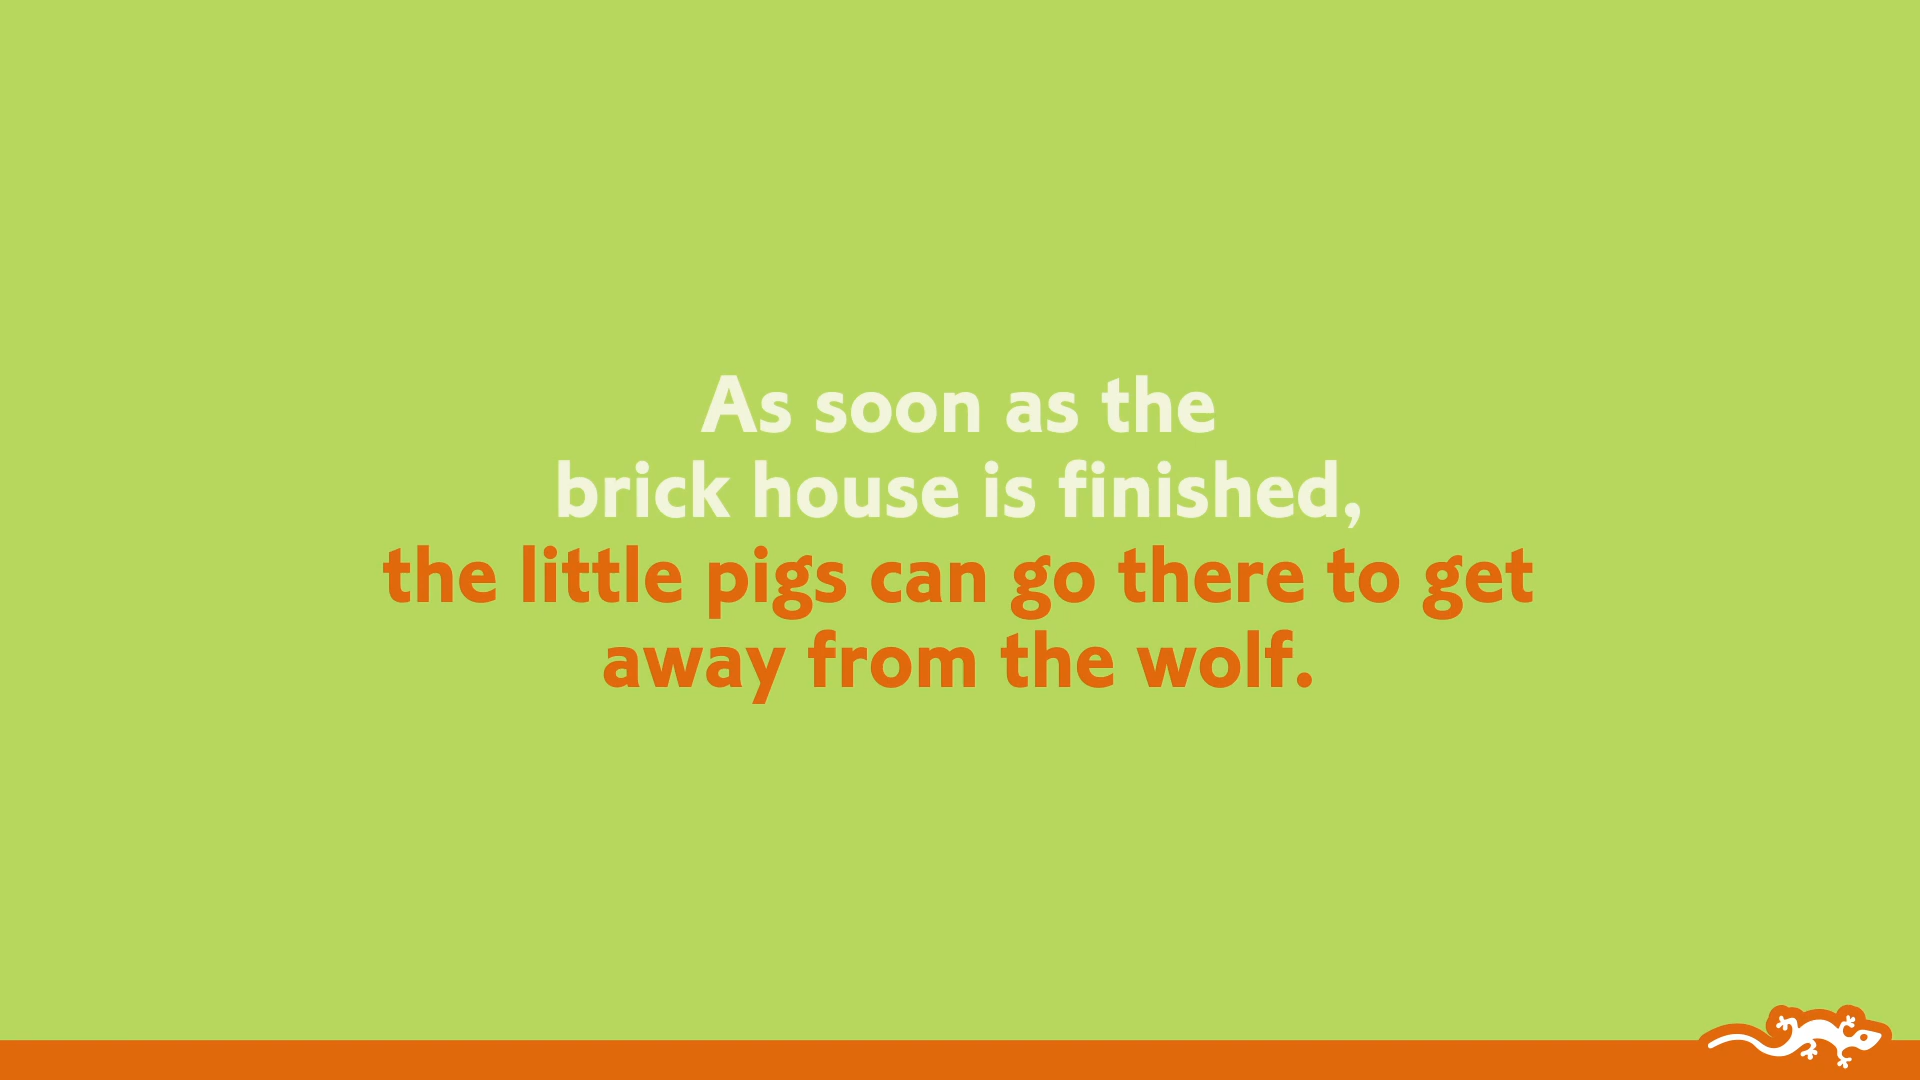 As soon as the
brick house is finished,
the little pigs can go there to get
away from the wolf.